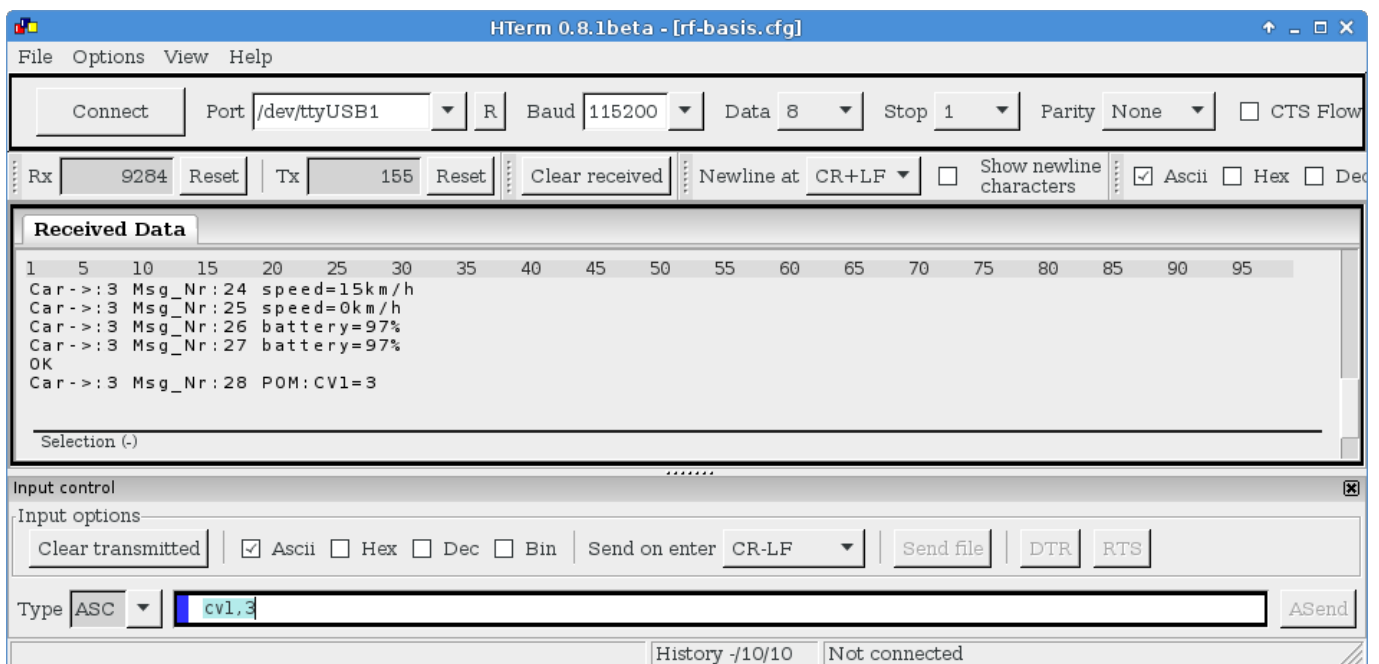 HTerm 0.8.1beta - [rf-basis.cfg]
File Options View Help
Connect Port /dev/ttyUSB1 R Baud 115200 Data 8 Stop 1 Parity None CTS Flow
Rx 9284 Reset Tx 155 Reset Clear received Newline at CR+LF Show newline characters Ascii Hex Dec
Received Data
1 5 10 15 20 25 30 35 40 45 50 55 60 65 70 75 80 85 90 95
Car->:3 Msg_Nr:24 speed=15km/h
Car->:3 Msg_Nr:25 speed=0km/h
Car->:3 Msg_Nr:26 battery=97%
Car->:3 Msg_Nr:27 battery=97%
OK
Car->:3 Msg_Nr:28 POM:CV1=3
Selection (-)
Input control
Input options
Clear transmitted Ascii Hex Dec Bin Send on enter CR-LF Send file DTR RTS
Type ASC cv1,3 ASend
History -/10/10 Not connected